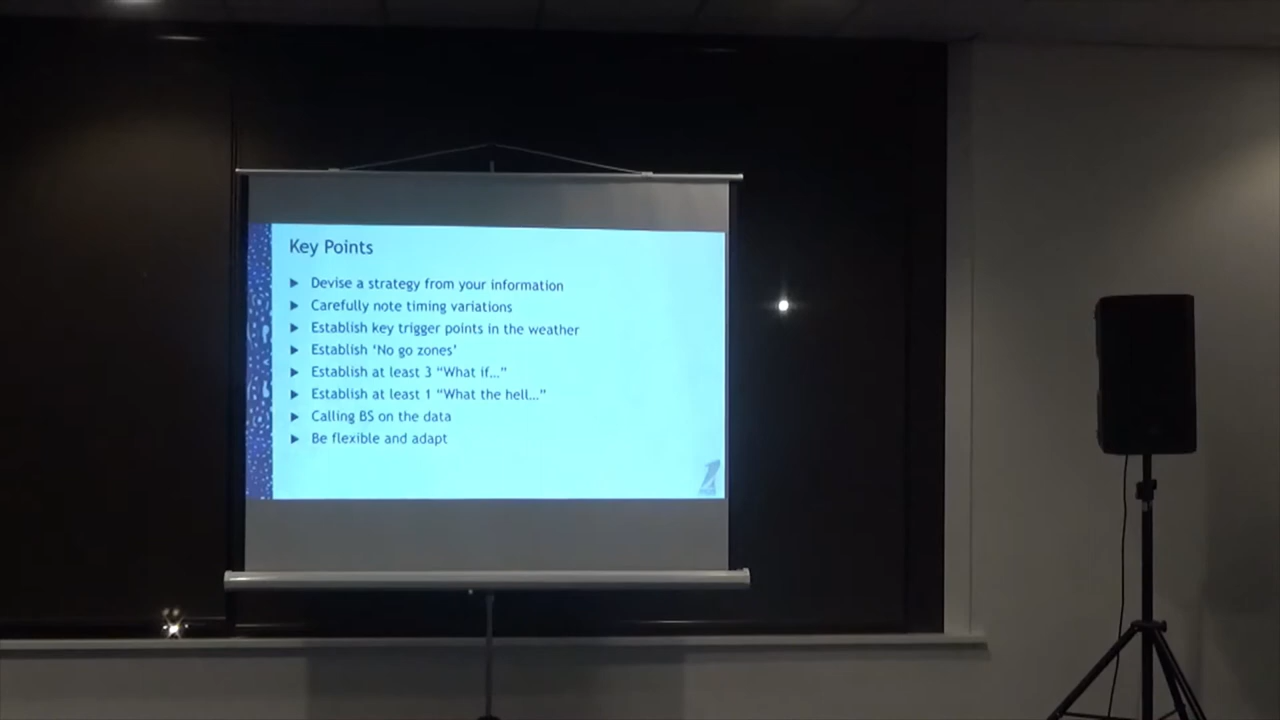 Key Points
Devise a strategy from your information
Carefully note timing variations
Establish key trigger points in the weather
Establish ‘No go zones’
Establish at least 3 “What if…”
Establish at least 1 “What the hell…”
Calling BS on the data
Be flexible and adapt